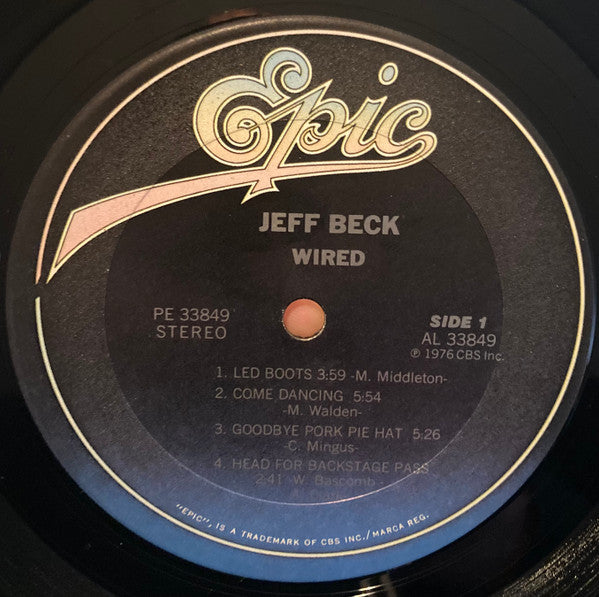 Epic
JEFF BECK
WIRED
PE 33849
STEREO
SIDE 1
AL 33849
℗ 1976 CBS Inc.
1. LED BOOTS 3:59 -M. Middleton-
2. COME DANCING 5:54
-M. Walden-
3. GOODBYE PORK PIE HAT 5:26
-C. Mingus-
4. HEAD FOR BACKSTAGE PASS
2:41 -W. Bascomb-
"EPIC", IS A TRADEMARK OF CBS INC./MARCA REG.